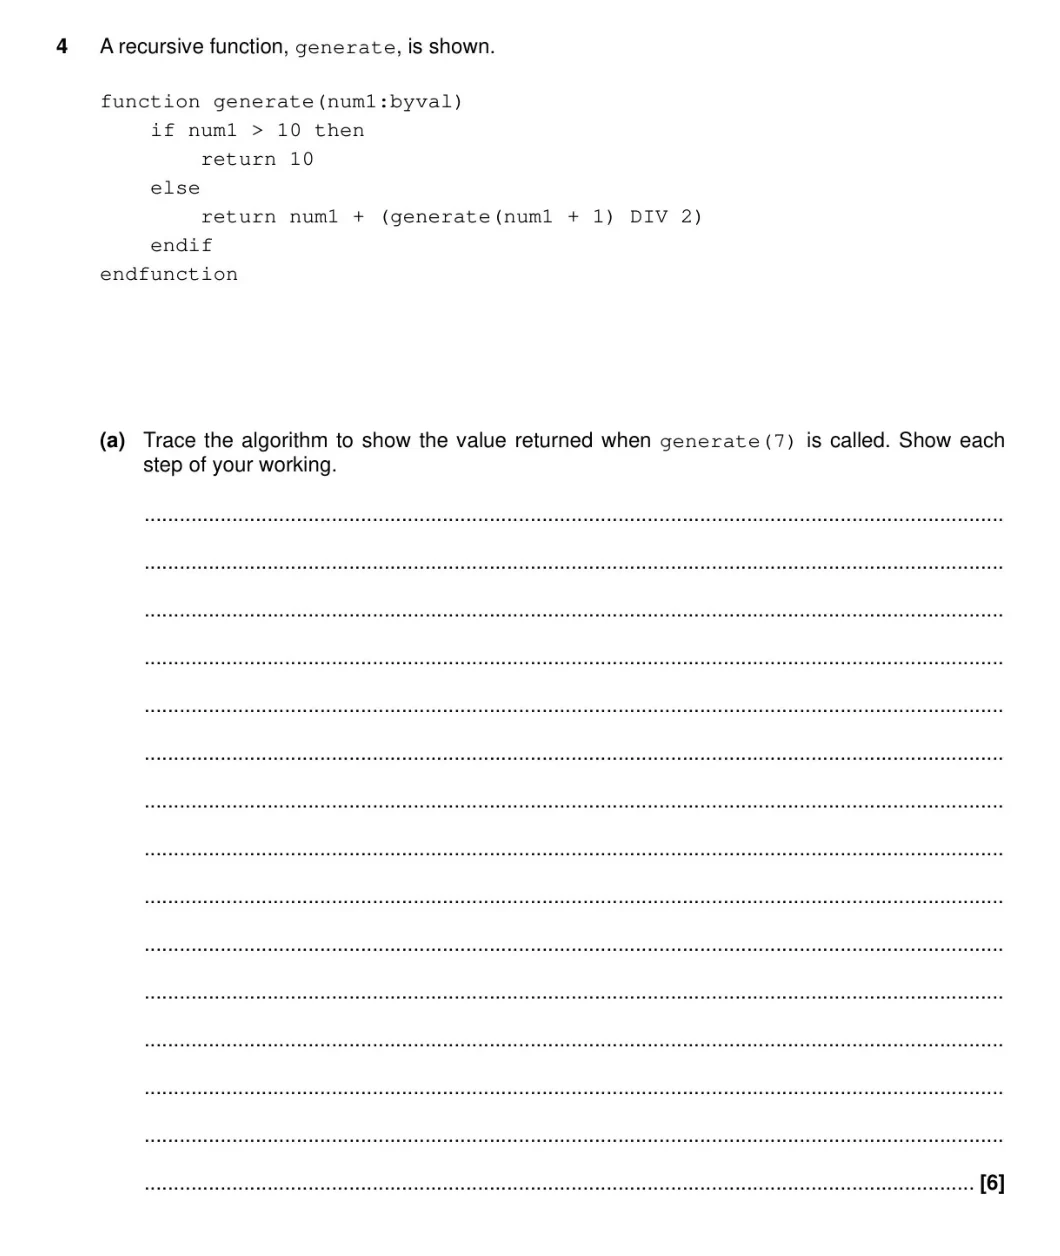 4 A recursive function, generate, is shown.
function generate(num1:byval)
if num1 > 10 then
return 10
else
return num1 + (generate(num1 + 1) DIV 2)
endif
endfunction
(a) Trace the algorithm to show the value returned when generate(7) is called. Show each
step of your working.
[6]